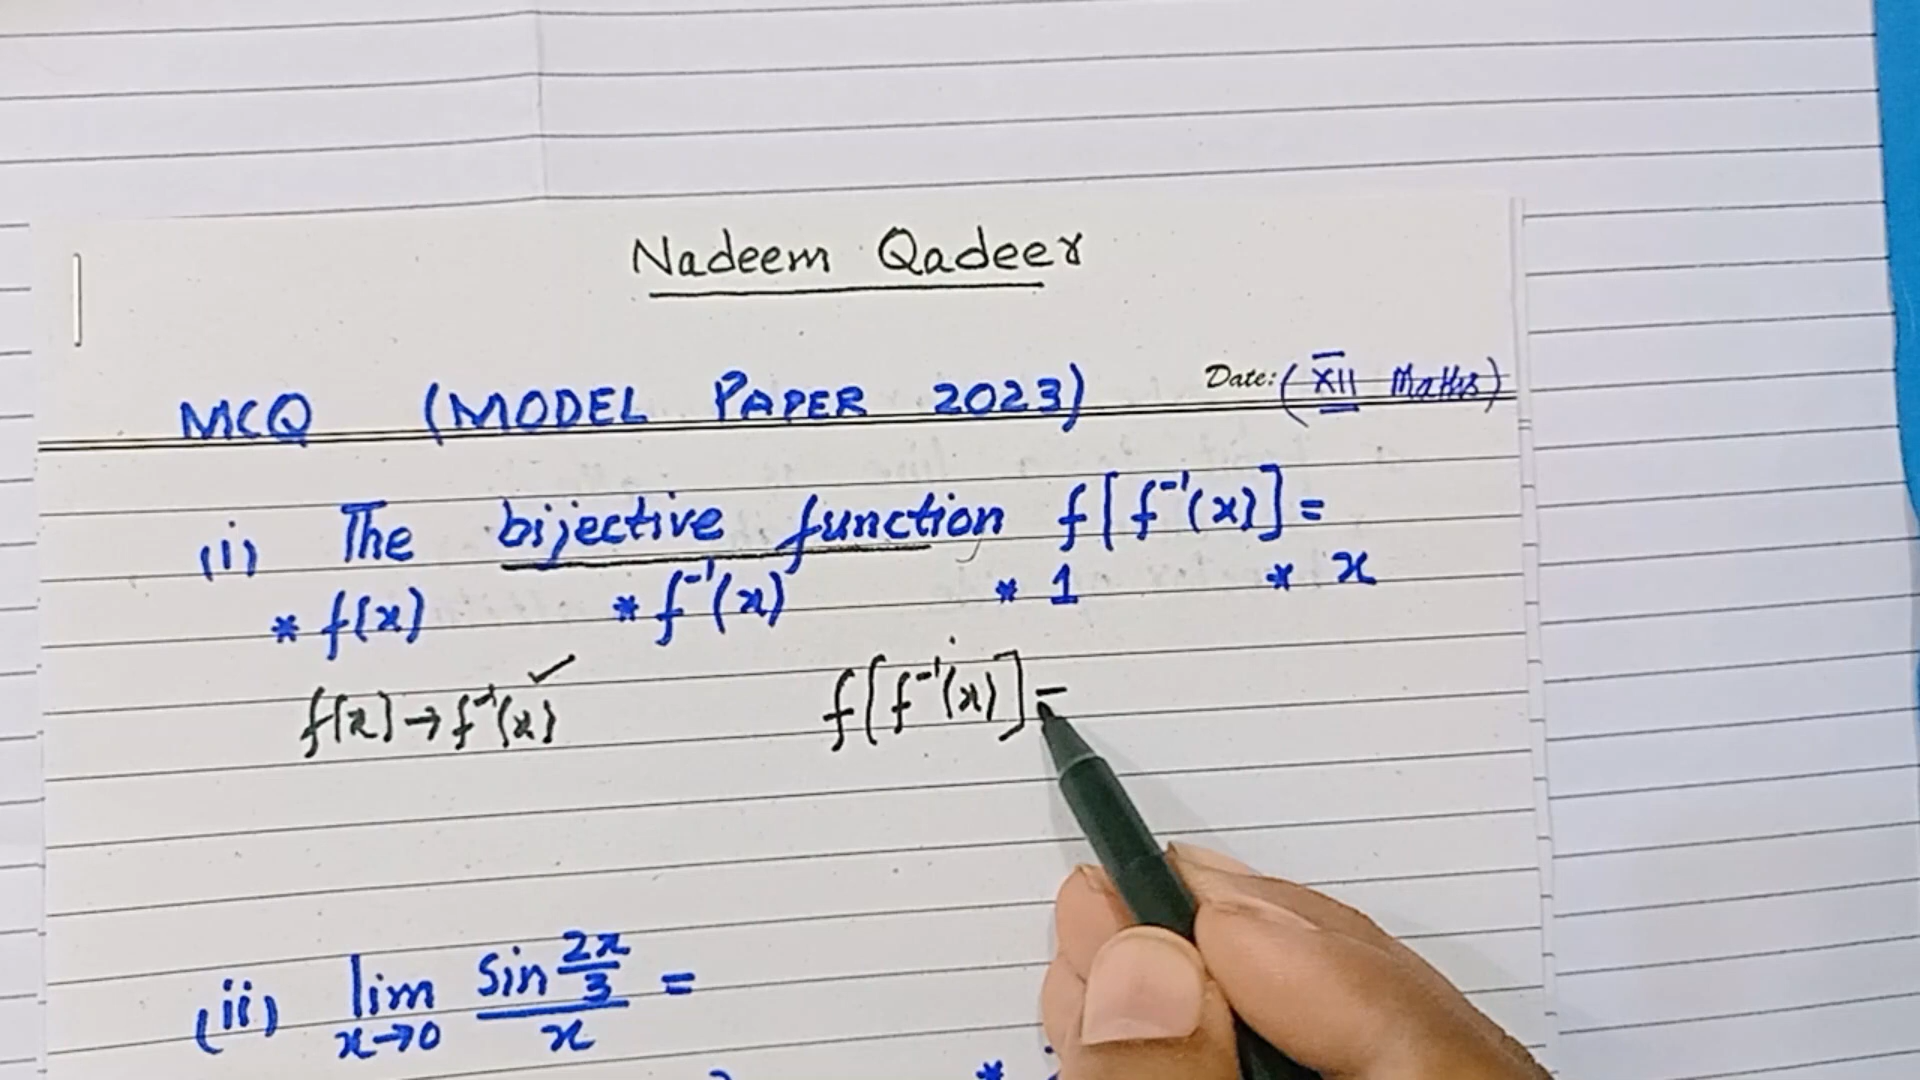 Nadeem Qadeer
MCQ (MODEL PAPER 2023) Date: (XII Maths)
(i) The bijective function f[f⁻¹(x)]=
* f(x) * f⁻¹(x) * 1 * x
f(x)→f⁻¹(x) ✓ f[f⁻¹(x)]=
(ii) lim x→0 sin 2x/3 / x =
*